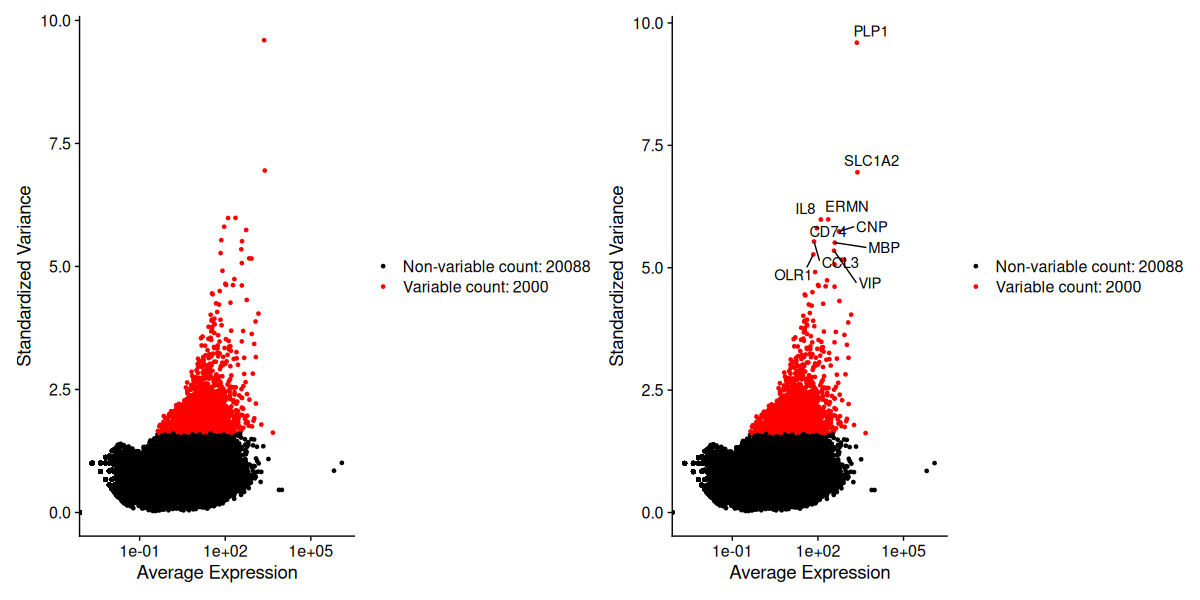 Standardized Variance
10.0
7.5
5.0
2.5
0.0
1e-01 1e+02 1e+05
Average Expression
Non-variable count: 20088
Variable count: 2000
Standardized Variance
10.0
7.5
5.0
2.5
0.0
PLP1
SLC1A2
IL8 ERMN
CD74 CNP
MBP
CCL3
OLR1
VIP
1e-01 1e+02 1e+05
Average Expression
Non-variable count: 20088
Variable count: 2000